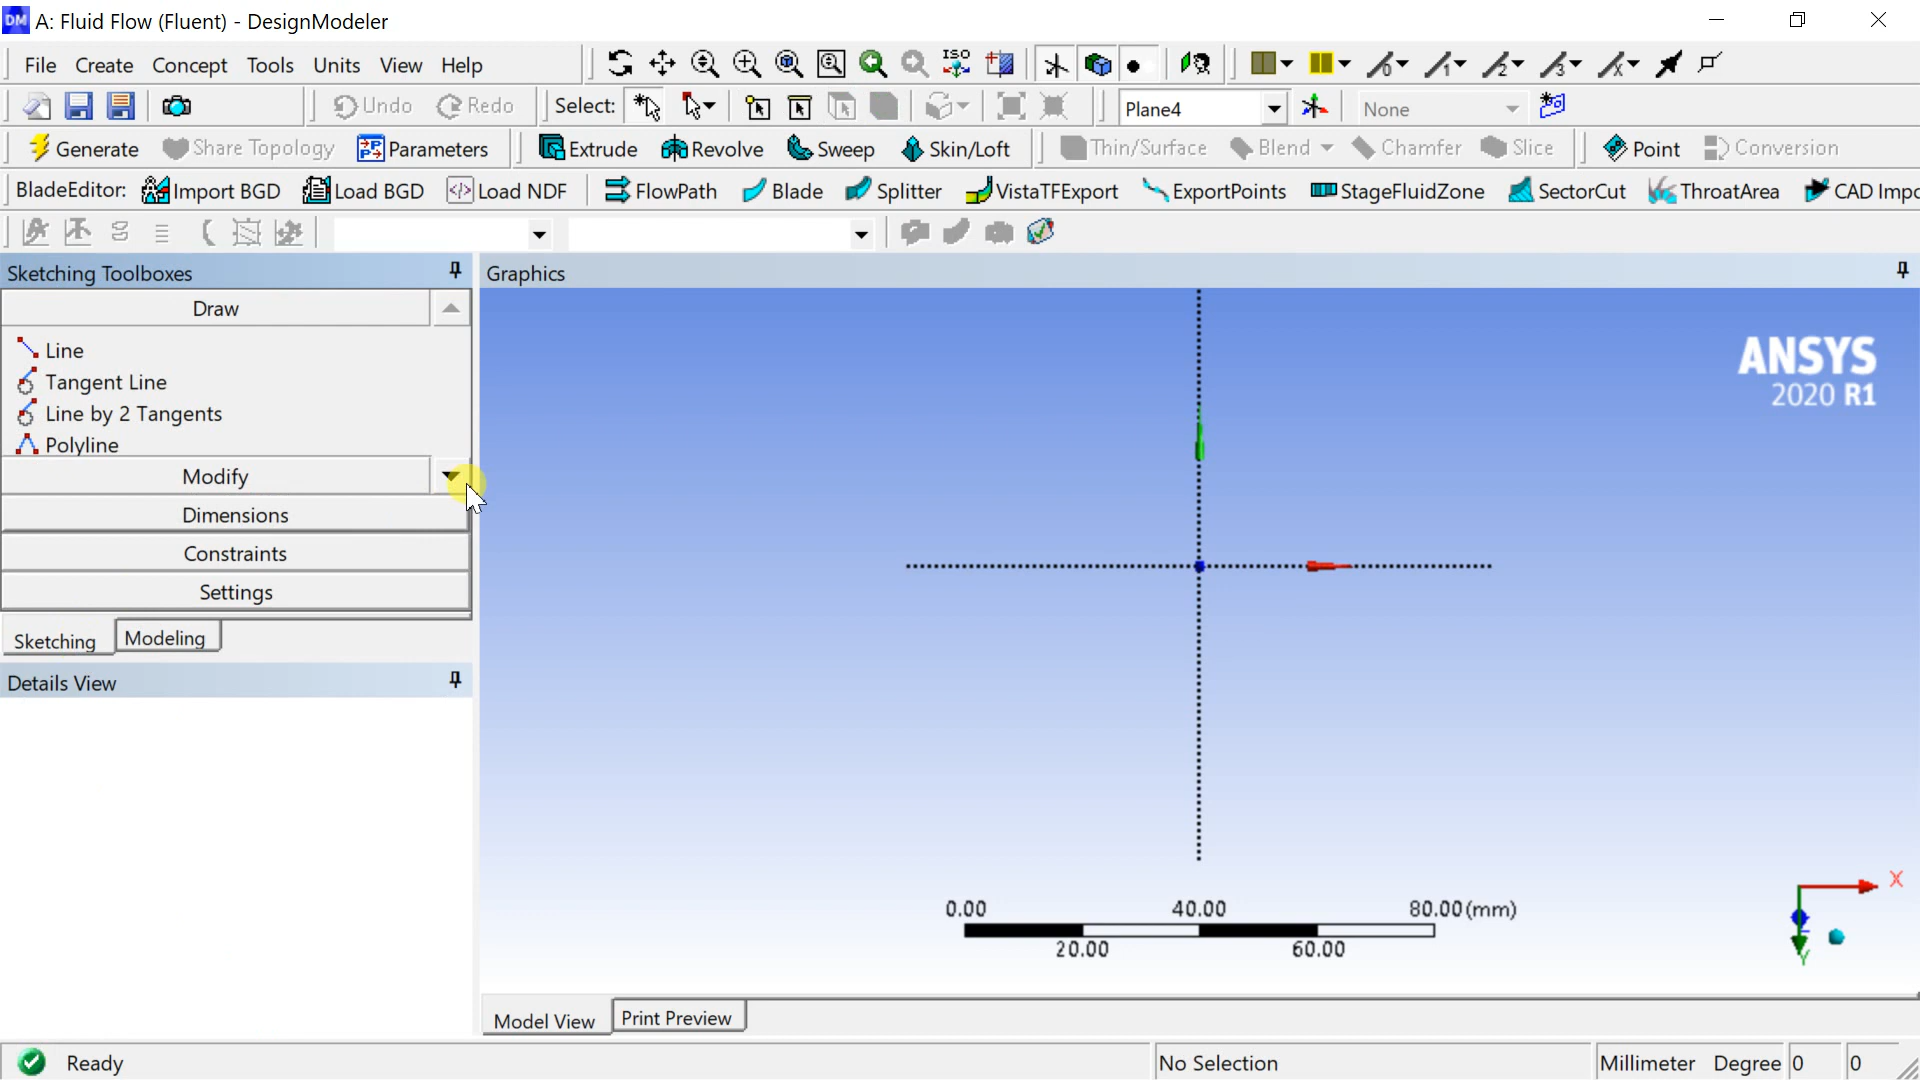 DM A: Fluid Flow (Fluent) - DesignModeler
File Create Concept Tools Units View Help ISO
Undo Redo Select: Plane4 None
Generate Share Topology Parameters Extrude Revolve Sweep Skin/Loft Thin/Surface Blend Chamfer Slice Point Conversion
BladeEditor: Import BGD Load BGD Load NDF FlowPath Blade Splitter VistaTFExport ExportPoints StageFluidZone SectorCut ThroatArea CAD Impo
Sketching Toolboxes
Draw
Line
Tangent Line
Line by 2 Tangents
Polyline
Modify
Dimensions
Constraints
Settings
Sketching Modeling
Details View
Graphics
ANSYS
2020 R1
0.00 40.00 80.00 (mm)
20.00 60.00
X
Y
Model View Print Preview
Ready No Selection Millimeter Degree 0 0